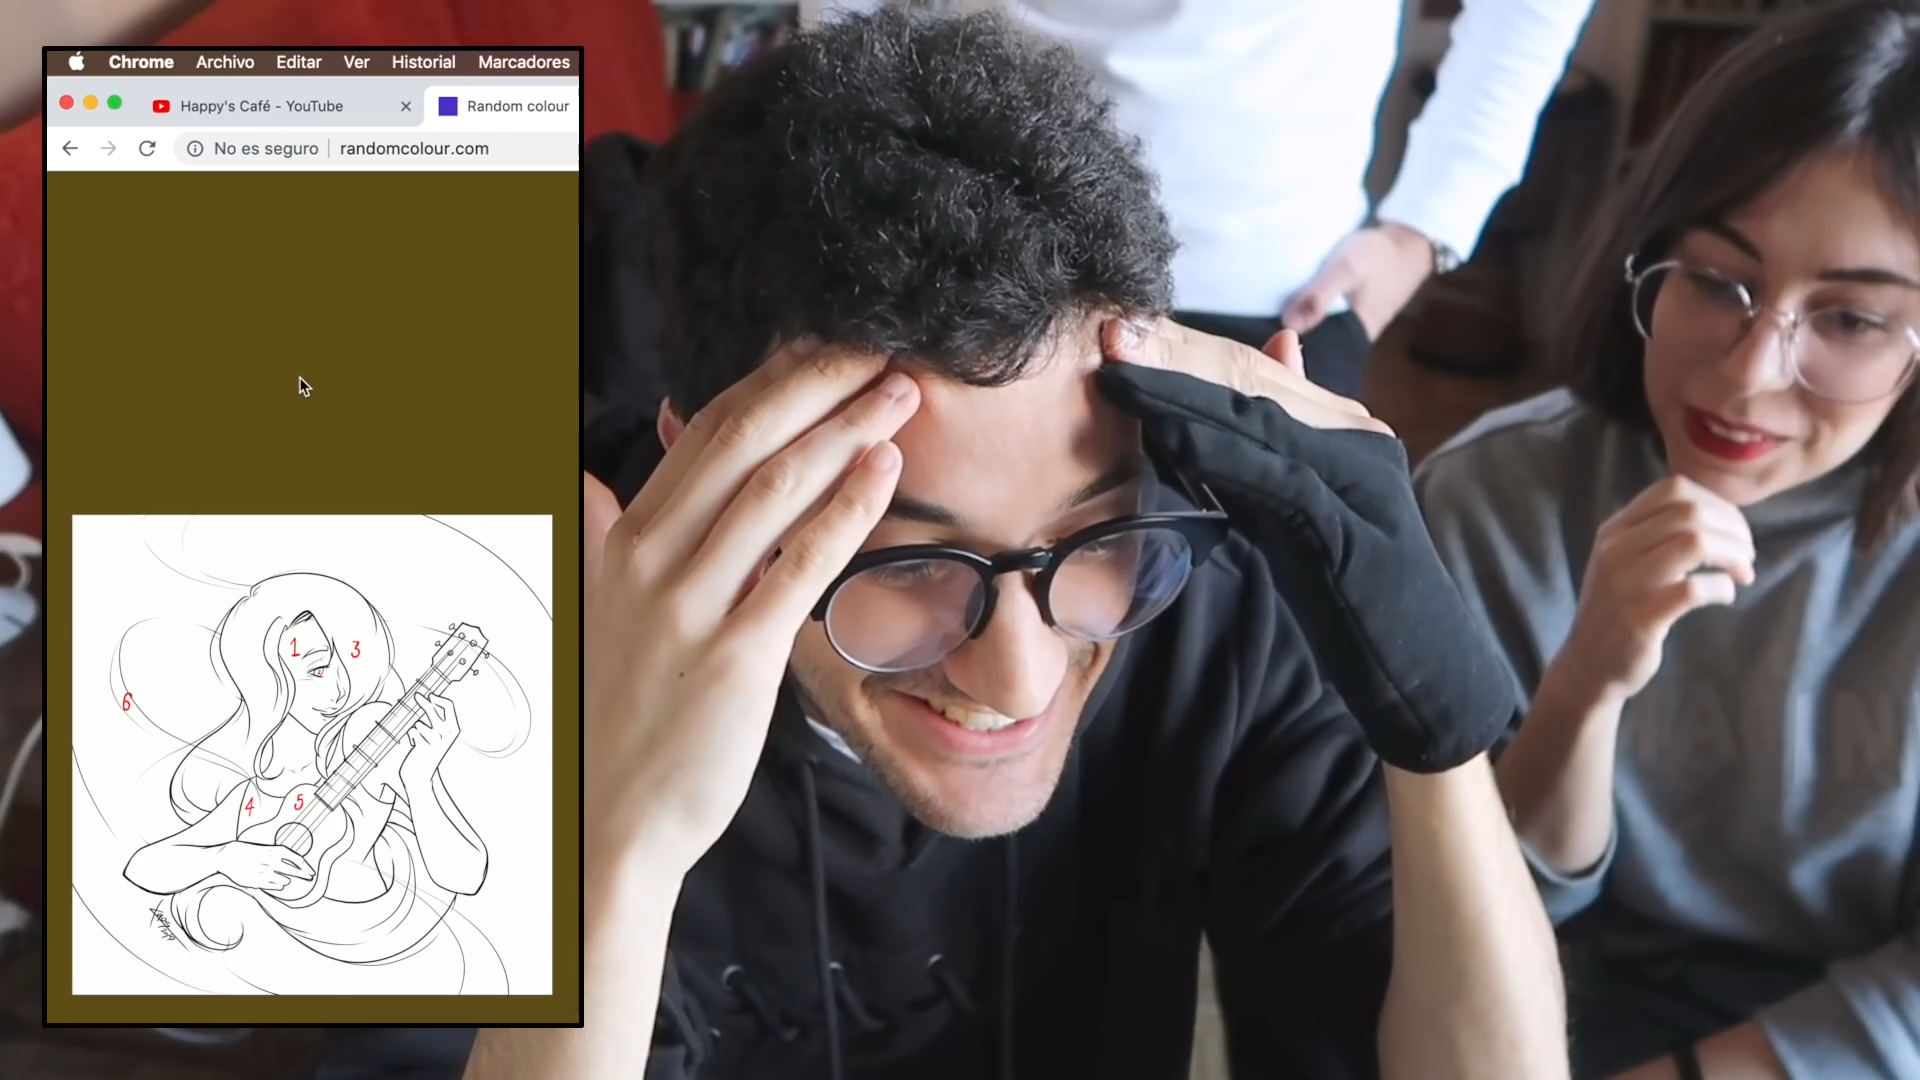 Chrome Archivo Editar Ver Historial Marcadores
Happy's Café - YouTube
Random colour
No es seguro randomcolour.com
1
3
6
4
5